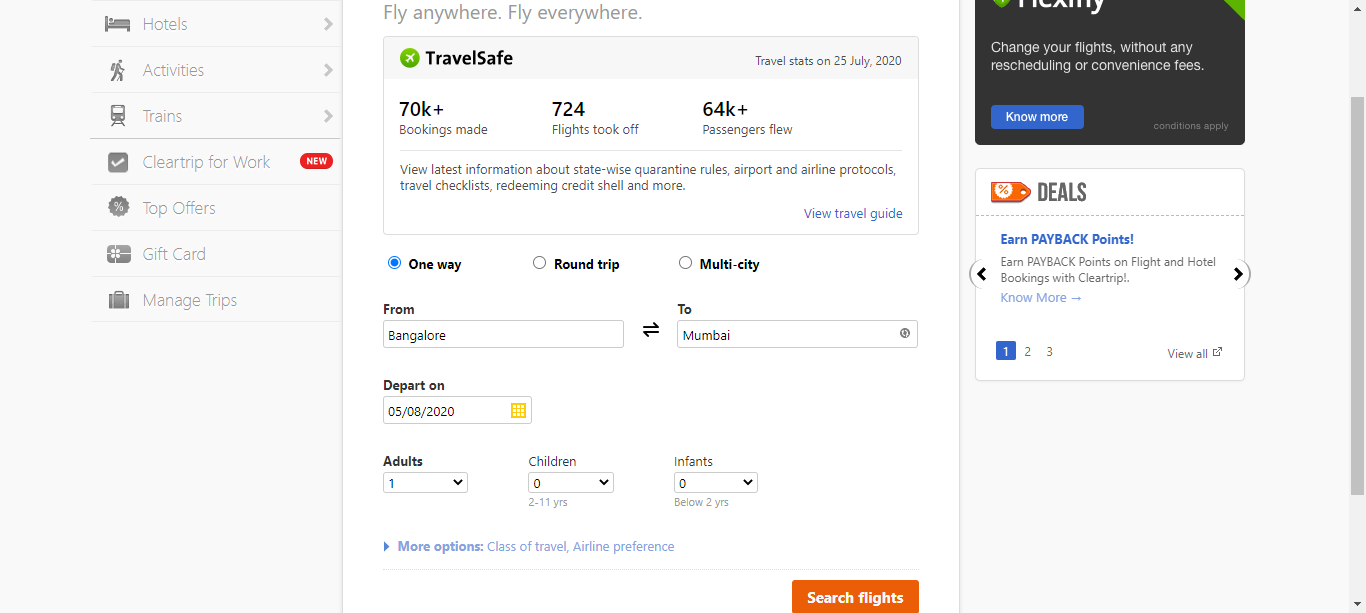 Hotels
Activities
Trains
Cleartrip for Work NEW
Top Offers
Gift Card
Manage Trips
Fly anywhere. Fly everywhere.
TravelSafe
Travel stats on 25 July, 2020
70k+ 724 64k+
Bookings made Flights took off Passengers flew
View latest information about state-wise quarantine rules, airport and airline protocols,
travel checklists, redeeming credit shell and more.
View travel guide
One way Round trip Multi-city
From To
Bangalore Mumbai
Depart on
05/08/2020
Adults Children Infants
1 0 0
2-11 yrs Below 2 yrs
More options: Class of travel, Airline preference
Search flights
Change your flights, without any
rescheduling or convenience fees.
Know more
conditions apply
% DEALS
Earn PAYBACK Points!
Earn PAYBACK Points on Flight and Hotel
Bookings with Cleartrip!.
Know More →
1 2 3
View all